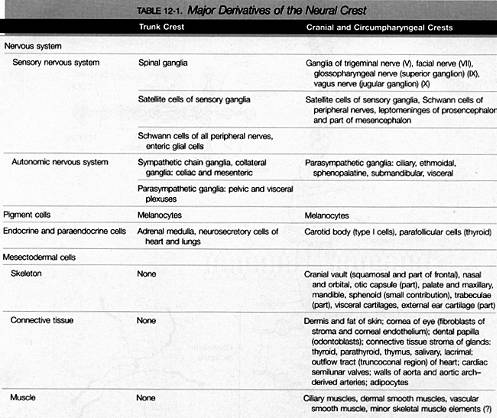 TABLE 12-1. Major Derivatives of the Neural Crest
Trunk Crest Cranial and Circumpharyngeal Crests
Nervous system
Sensory nervous system Spinal ganglia Ganglia of trigeminal nerve (V), facial nerve (VII),
glossopharyngeal nerve (superior ganglion) (IX),
vagus nerve (jugular ganglion) (X)
Satellite cells of sensory ganglia Satellite cells of sensory ganglia, Schwann cells of
peripheral nerves, leptomeninges of prosencephalon
and part of mesencephalon
Schwann cells of all peripheral nerves,
enteric glial cells
Autonomic nervous system Sympathetic chain ganglia, collateral Parasympathetic ganglia: ciliary, ethmoidal,
ganglia: celiac and mesenteric sphenopalatine, submandibular, visceral
Parasympathetic ganglia: pelvic and visceral
plexuses
Pigment cells Melanocytes Melanocytes
Endocrine and paraendocrine cells Adrenal medulla, neurosecretory cells of Carotid body (type I cells), parafollicular cells (thyroid)
heart and lungs
Mesectodermal cells
Skeleton None Cranial vault (squamosal and part of frontal), nasal
and orbital, otic capsule (part), palate and maxillary,
mandible, sphenoid (small contribution), trabeculae
(part), visceral cartilages, external ear cartilage (part)
Connective tissue None Dermis and fat of skin; cornea of eye (fibroblasts of
stroma and corneal endothelium); dental papilla
(odontoblasts); connective tissue stroma of glands:
thyroid, parathyroid, thymus, salivary, lacrimal;
outflow tract (truncoconal region) of heart; cardiac
semilunar valves; walls of aorta and aortic arch–
derived arteries; adipocytes
Muscle None Ciliary muscles, dermal smooth muscles, vascular
smooth muscle, minor skeletal muscle elements (?)